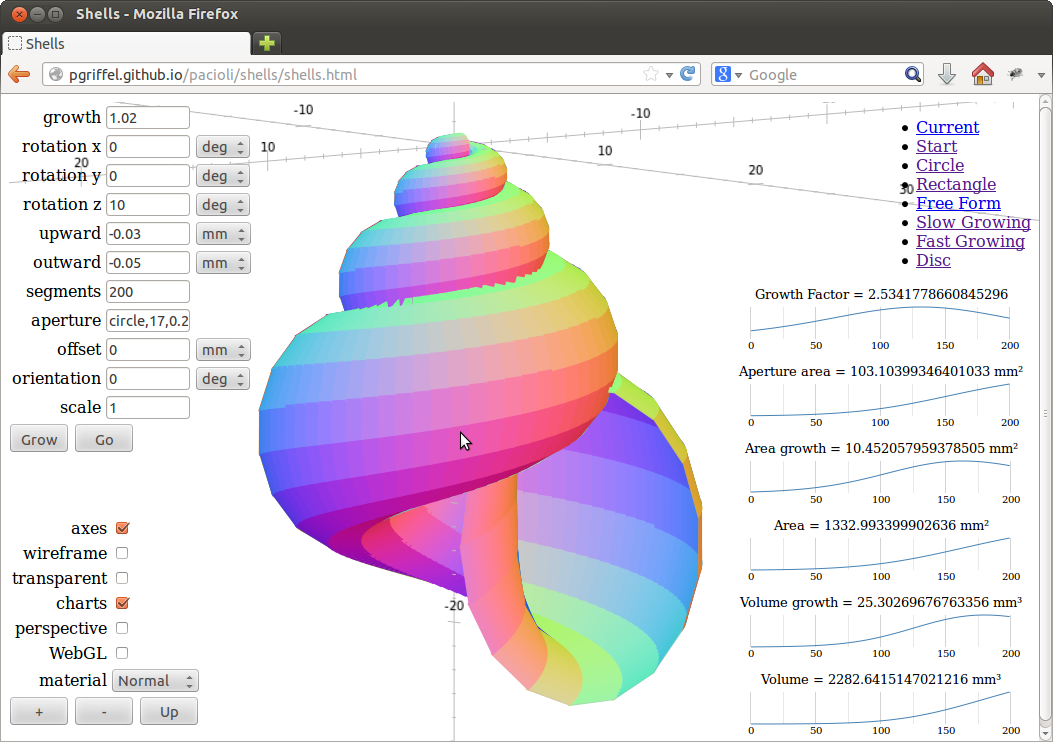 Shells - Mozilla Firefox
Shells
pgriffel.github.io/pacioli/shells/shells.html
Google
growth 1.02
rotation x 0 deg
rotation y 0 deg
rotation z 10 deg
upward -0.03 mm
outward -0.05 mm
segments 200
aperture circle,17,0.2
offset 0 mm
orientation 0 deg
scale 1
Grow Go
axes
wireframe
transparent
charts
perspective
WebGL
material Normal
+ - Up
-10 -10
20 10 10 20 30
-20
Current
Start
Circle
Rectangle
Free Form
Slow Growing
Fast Growing
Disc
Growth Factor = 2.5341778660845296
0 50 100 150 200
Aperture area = 103.10399346401033 mm²
0 50 100 150 200
Area growth = 10.452057959378505 mm²
0 50 100 150 200
Area = 1332.993399902636 mm²
0 50 100 150 200
Volume growth = 25.30269676763356 mm³
0 50 100 150 200
Volume = 2282.6415147021216 mm³
0 50 100 150 200